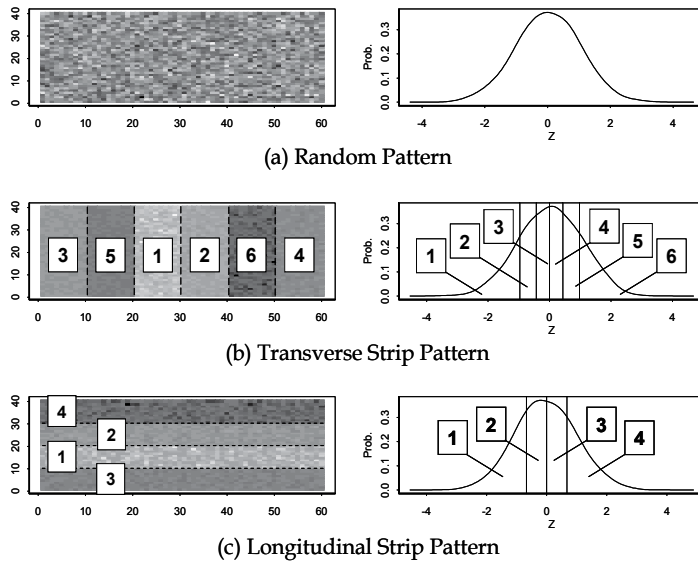 40
30
20
10
0
0 10 20 30 40 50 60
Prob.
0.3
0.2
0.1
0.0
-4 -2 0 2 4
Z
(a) Random Pattern
40
30
20
10
0
3 5 1 2 6 4
0 10 20 30 40 50 60
Prob.
0.3
0.2
0.1
0.0
1 2 3 4 5 6
-4 -2 0 2 4
Z
(b) Transverse Strip Pattern
40
30
20
10
0
4
2
1
3
0 10 20 30 40 50 60
Prob.
0.3
0.2
0.1
0.0
1 2 3 4
-4 -2 0 2 4
Z
(c) Longitudinal Strip Pattern